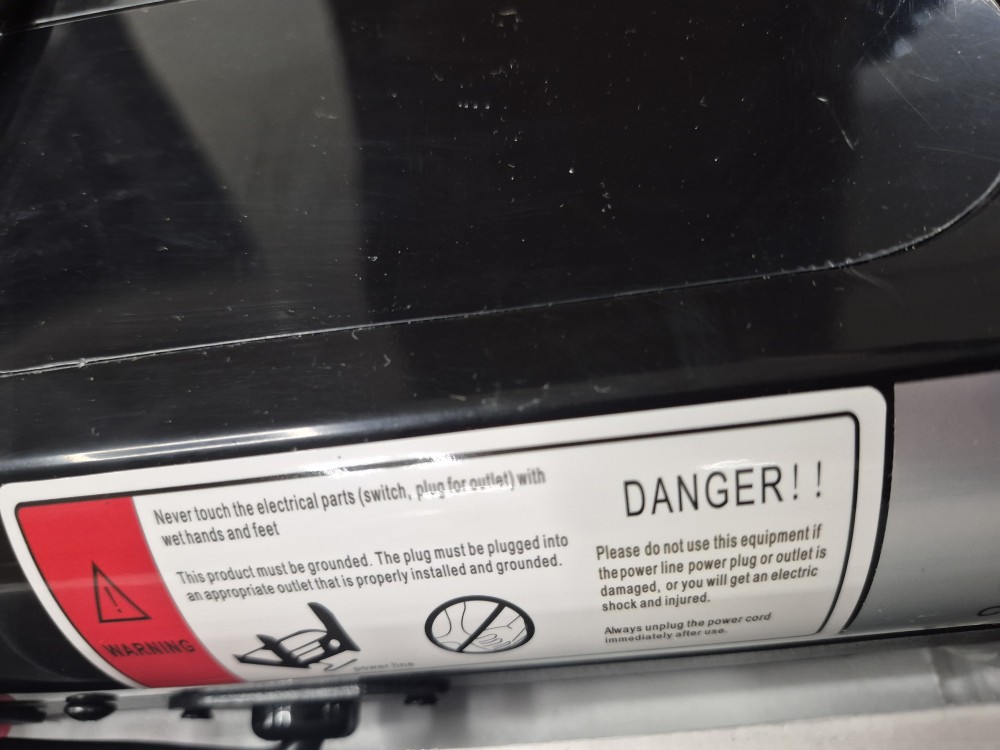 WARNING
Never touch the electrical parts (switch, plug for outlet) with
wet hands and feet
This product must be grounded. The plug must be plugged into
an appropriate outlet that is properly installed and grounded.
power line
DANGER!!
Please do not use this equipment if
the power line power plug or outlet is
damaged, or you will get an electric
shock and injured.
Always unplug the power cord
immediately after use.